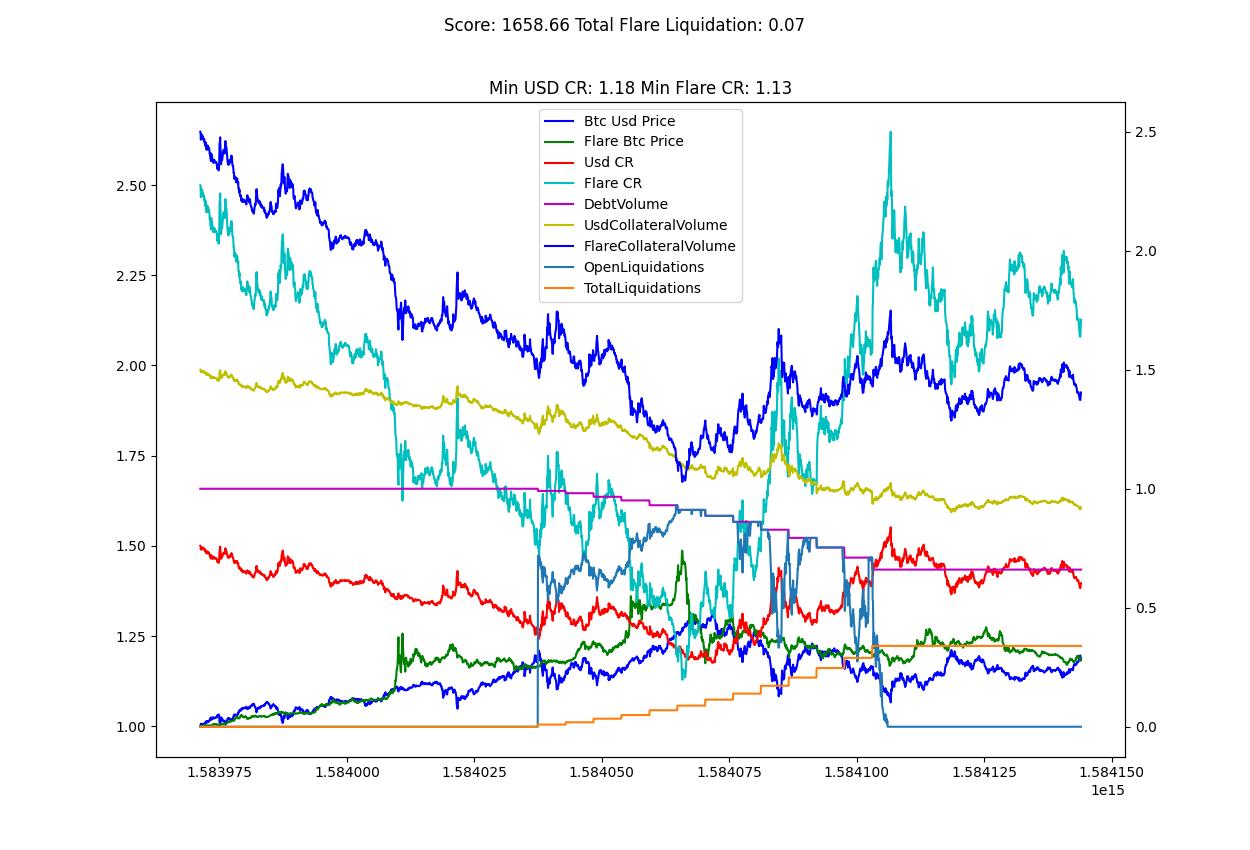 Score: 1658.66 Total Flare Liquidation: 0.07
Min USD CR: 1.18 Min Flare CR: 1.13
Btc Usd Price
Flare Btc Price
Usd CR
Flare CR
DebtVolume
UsdCollateralVolume
FlareCollateralVolume
OpenLiquidations
TotalLiquidations
2.50
2.25
2.00
1.75
1.50
1.25
1.00
2.5
2.0
1.5
1.0
0.5
0.0
1.583975 1.584000 1.584025 1.584050 1.584075 1.584100 1.584125 1.584150
1e15